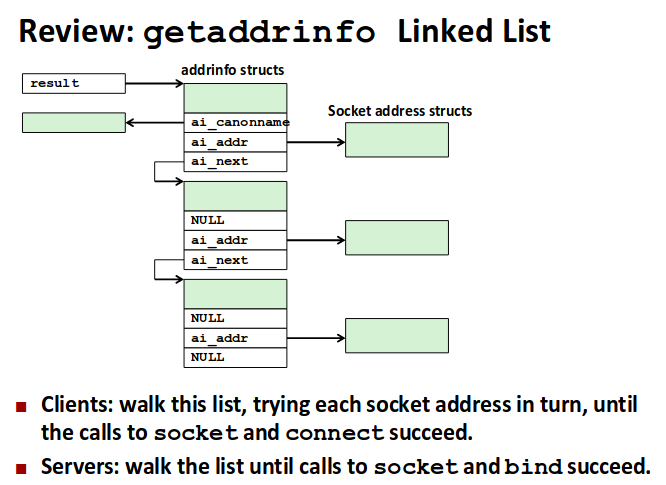 Review: getaddrinfo Linked List
addrinfo structs
result
Socket address structs
ai_canonname
ai_addr
ai_next
NULL
ai_addr
ai_next
NULL
ai_addr
NULL
Clients: walk this list, trying each socket address in turn, until
the calls to socket and connect succeed.
Servers: walk the list until calls to socket and bind succeed.